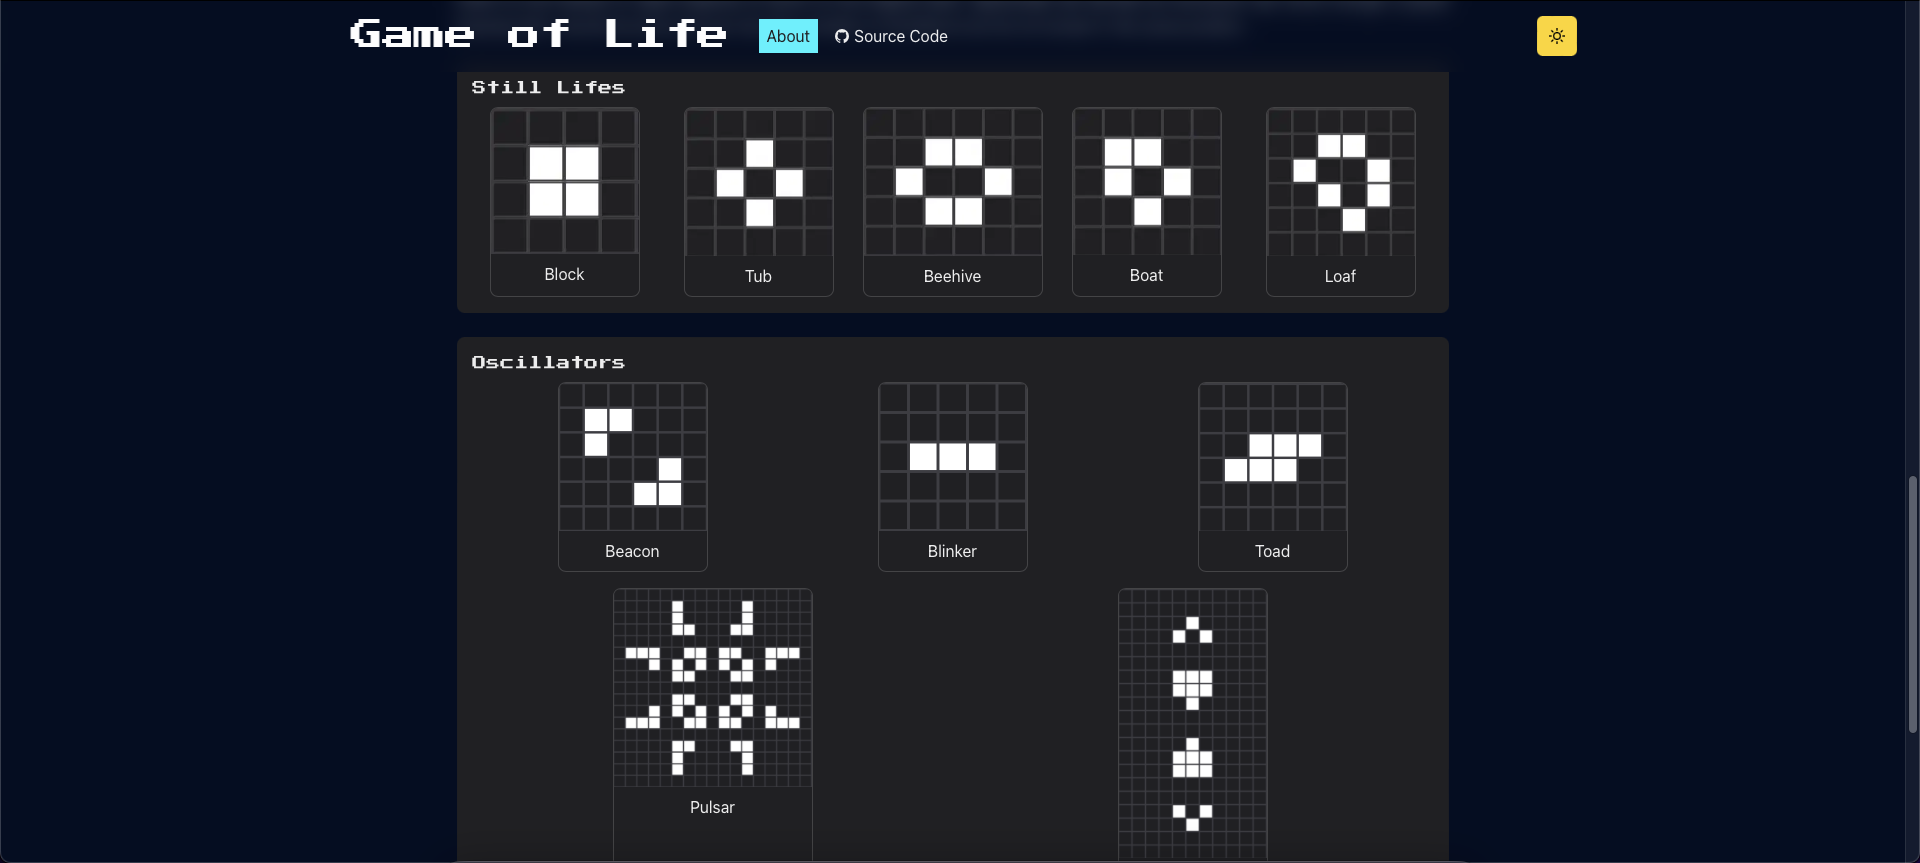 Game of Life
About
Source Code
Still Lifes
Block
Tub
Beehive
Boat
Loaf
Oscillators
Beacon
Blinker
Toad
Pulsar